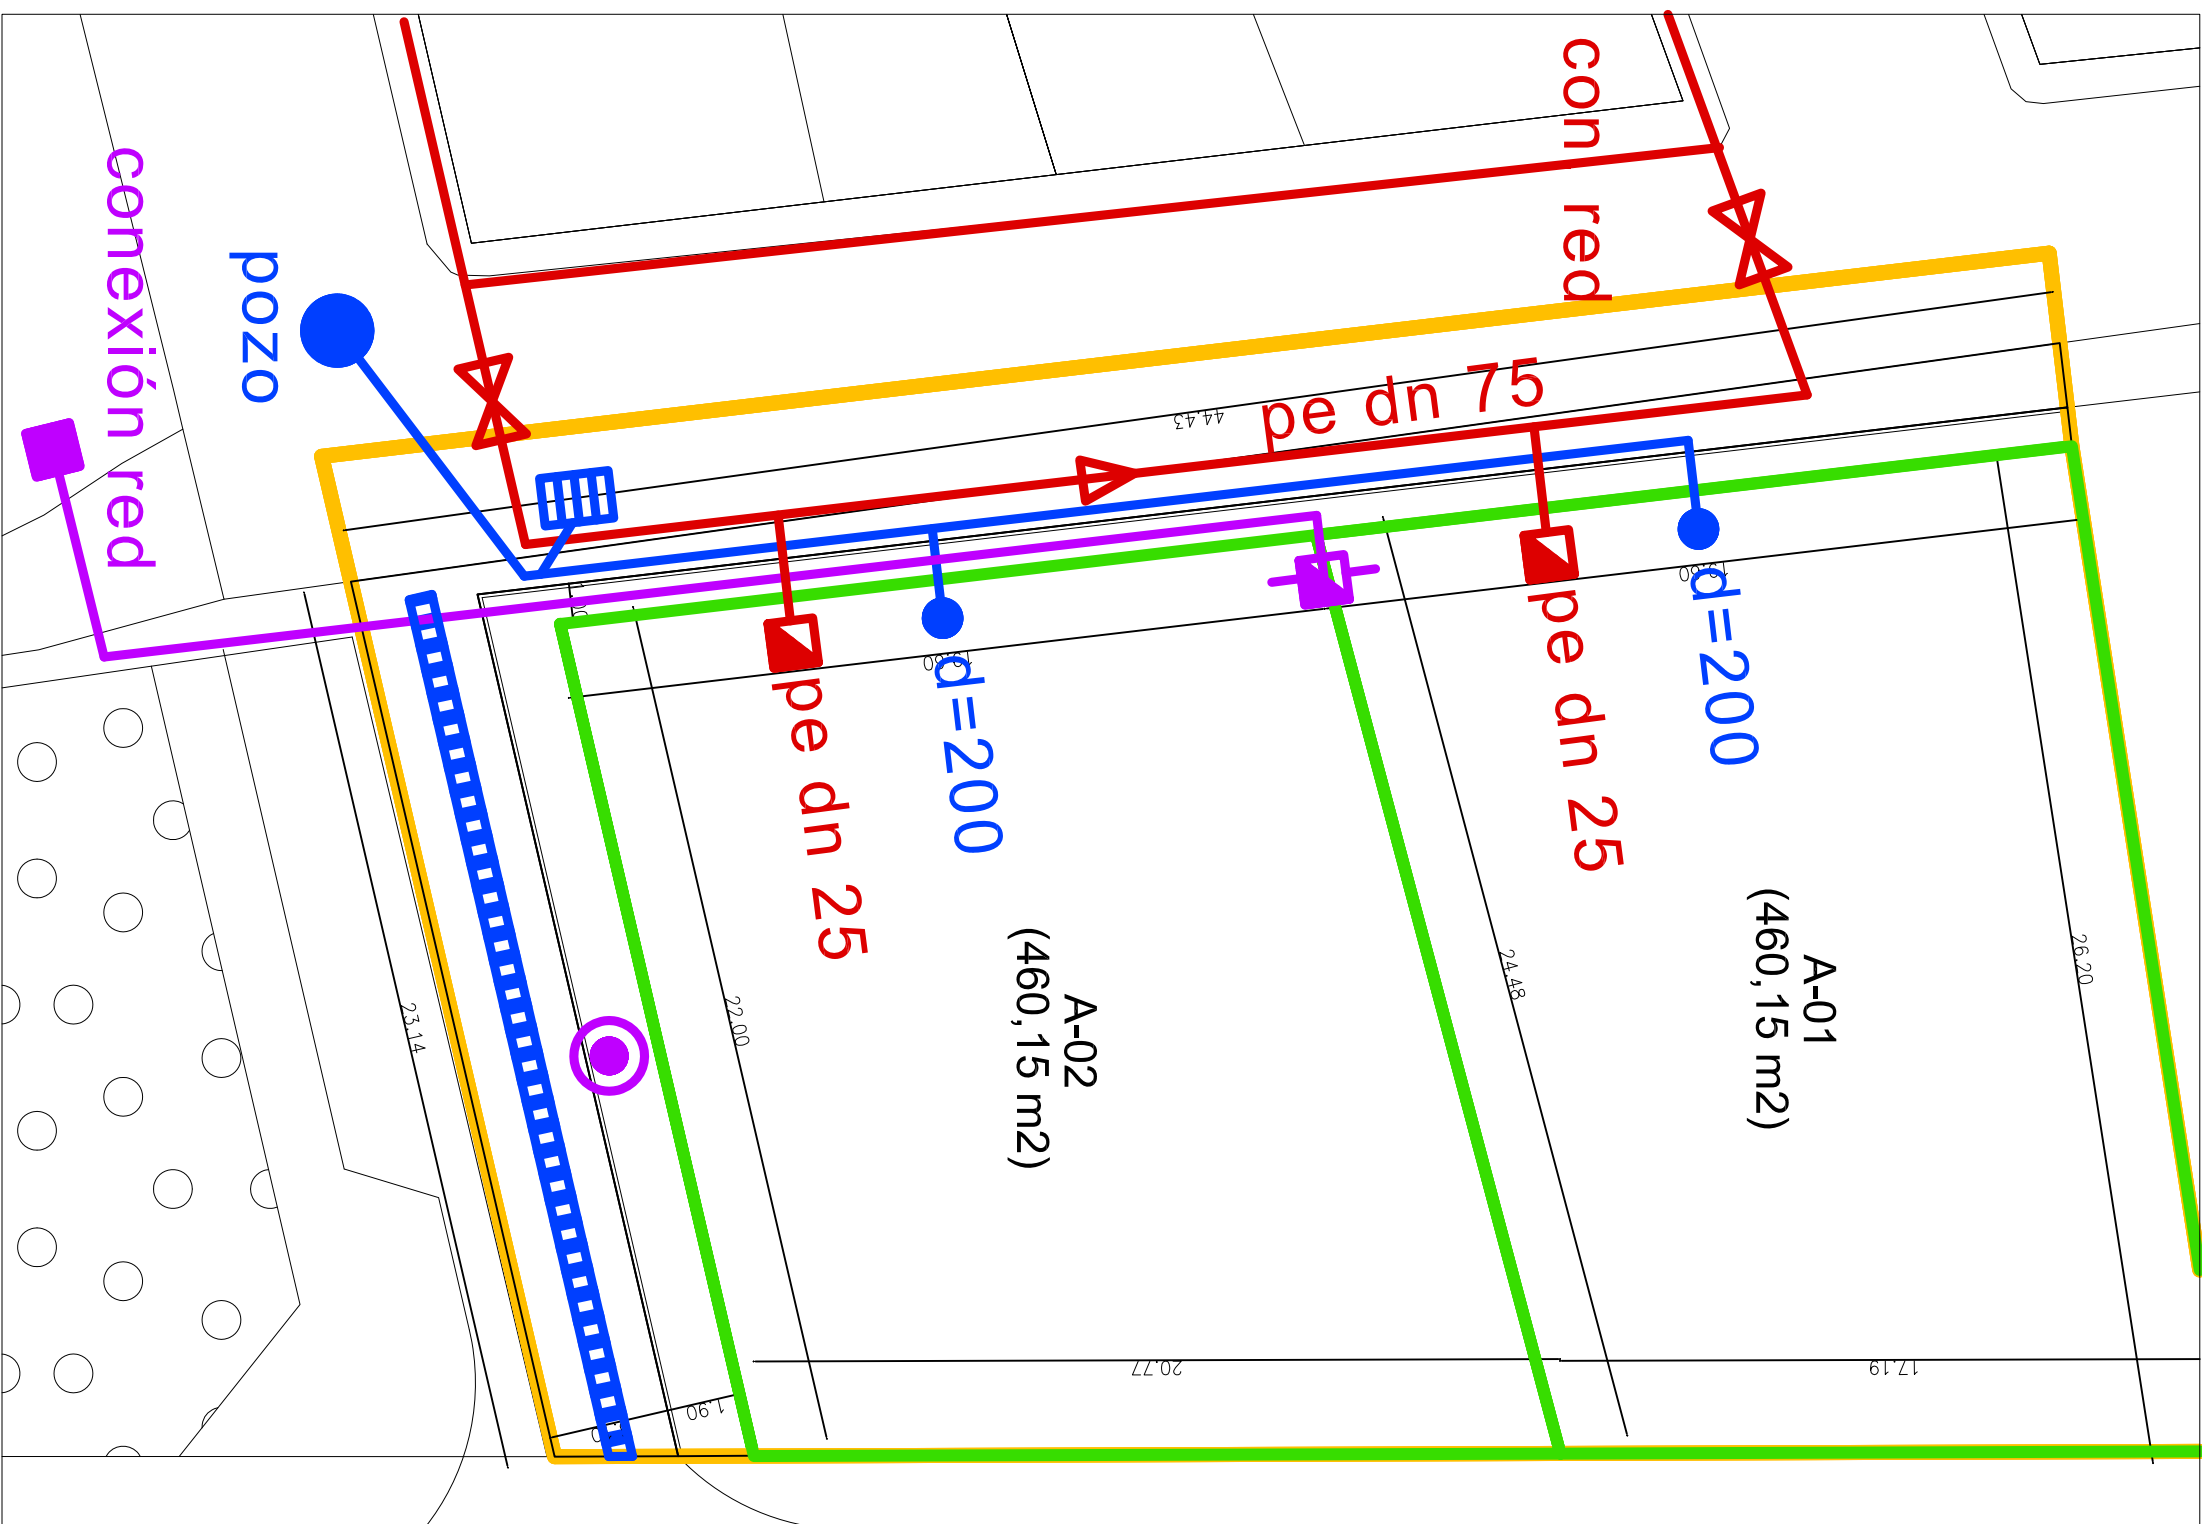 conexión red
pozo
con red
pe dn 75
44.43
pe dn 25
d=200
pe dn 25
d=200
A-02
(460,15 m2)
A-01
(460,15 m2)
23.14
22.00
24.48
26.20
20.77
17.19
1.90